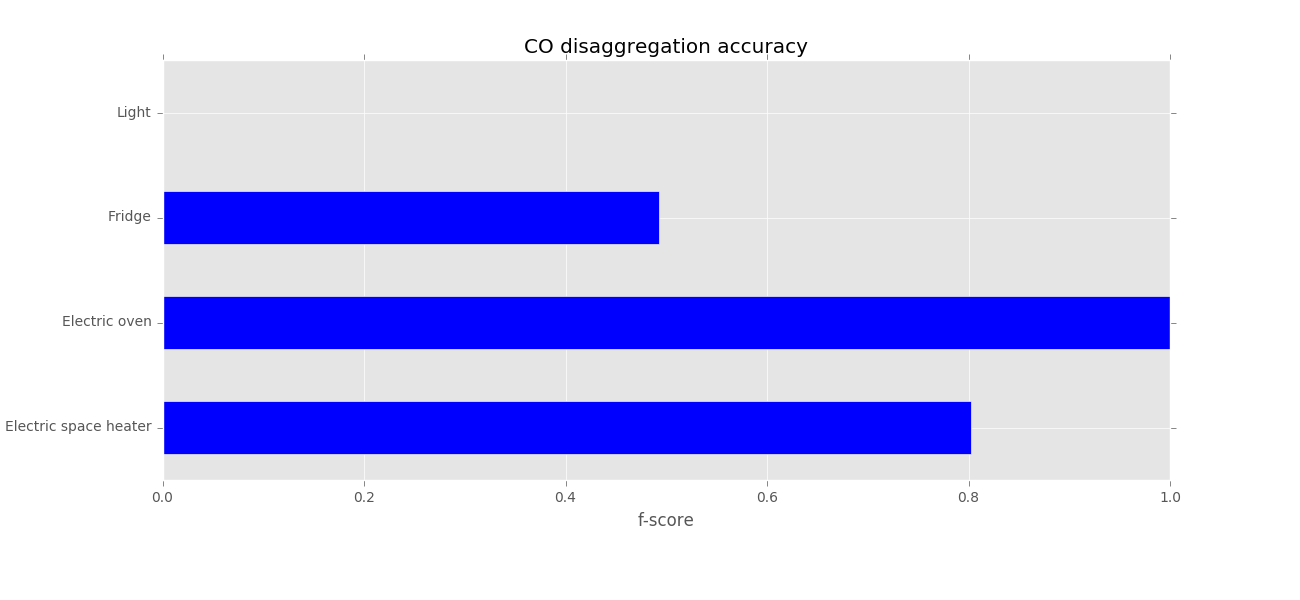 CO disaggregation accuracy
Light
Fridge
Electric oven
Electric space heater
0.0 0.2 0.4 0.6 0.8 1.0
f-score